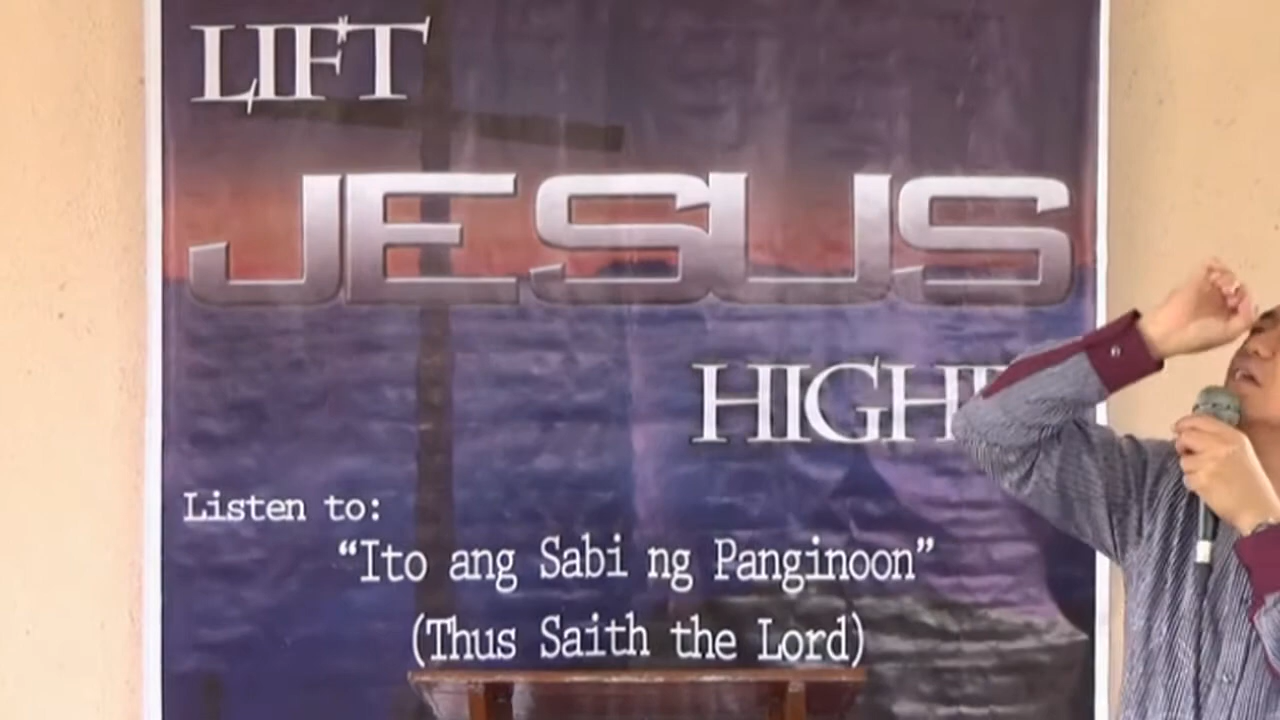 LIFT
JESUS
HIGH
Listen to:
“Ito ang Sabi ng Panginoon”
(Thus Saith the Lord)